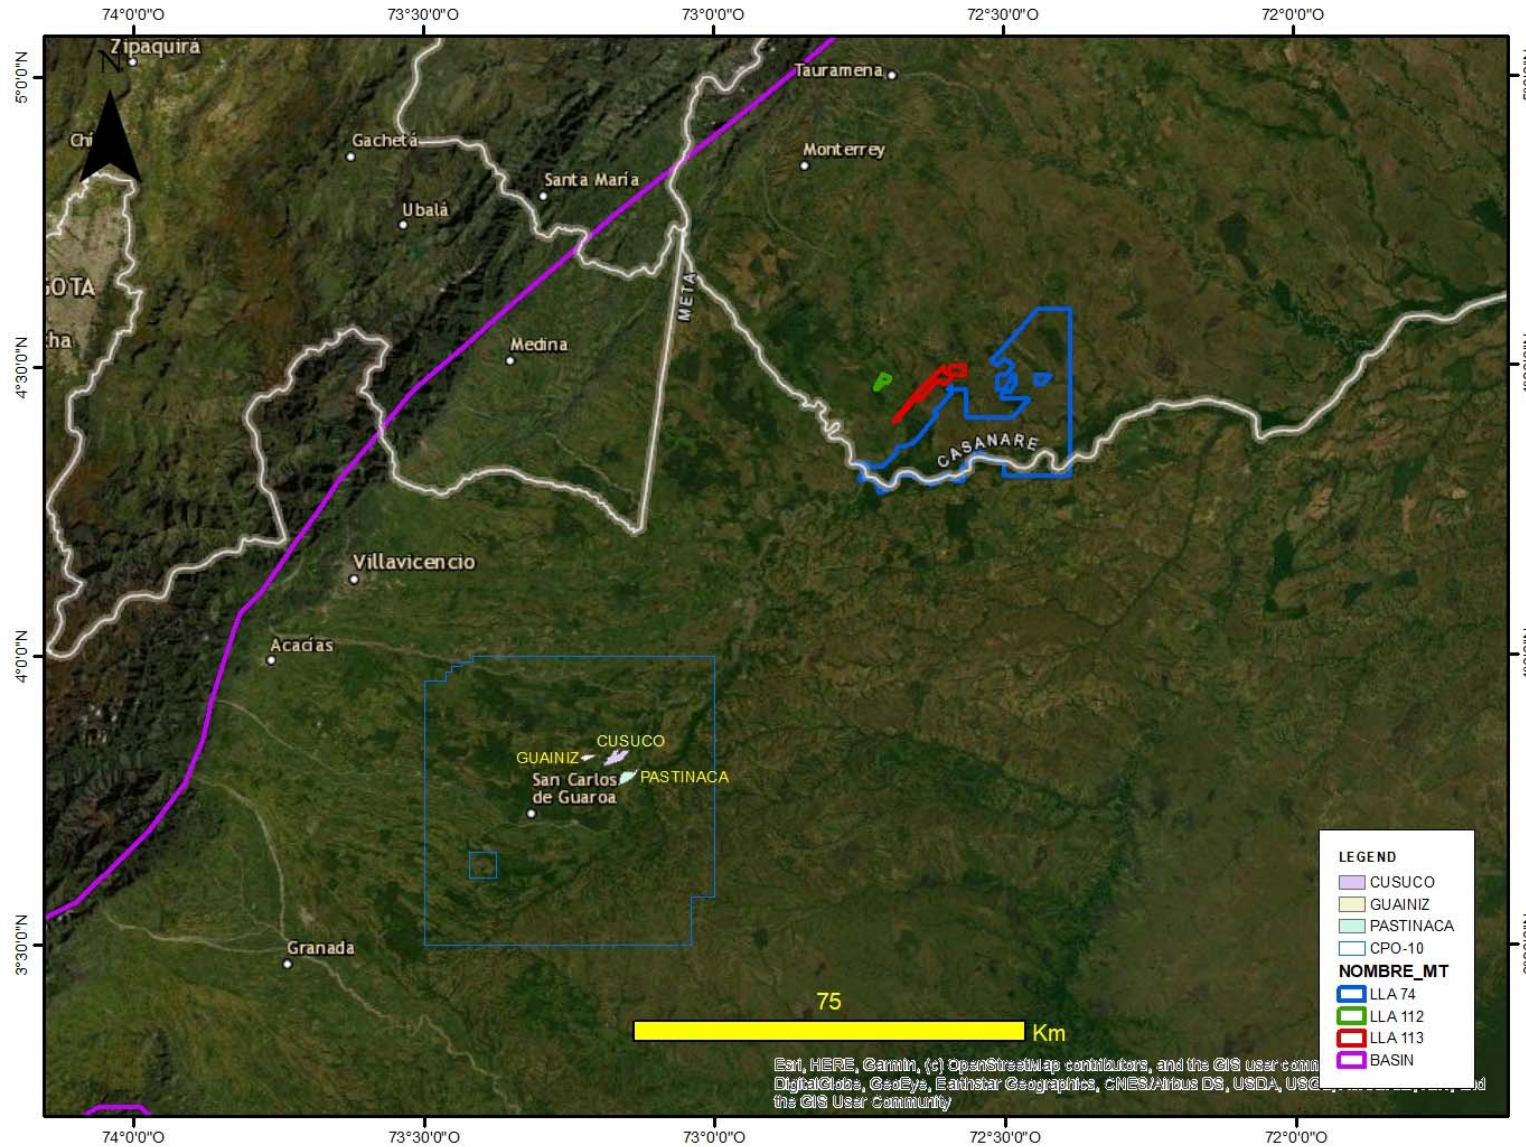 74°0'0"O 73°30'0"O 73°0'0"O 72°30'0"O 72°0'0"O
5°0'0"N
4°30'0"N
4°0'0"N
3°30'0"N
Zipaquirá
N
Tauramena
Gachetá
Monterrey
Santa María
Ubalá
META
Medina
CASANARE
Villavicencio
Acacías
CUSUCO
GUAINIZ
PASTINACA
San Carlos
de Guaroa
Granada
75
Km
LEGEND
CUSUCO
GUAINIZ
PASTINACA
CPO-10
NOMBRE_MT
LLA 74
LLA 112
LLA 113
BASIN
Esri, HERE, Garmin, (c) OpenStreetMap contributors, and the GIS user
DigitalGlobe, GeoEye, Earthstar Geographics, CNES/Airbus DS, USDA,
the GIS User Community
74°0'0"O 73°30'0"O 73°0'0"O 72°30'0"O 72°0'0"O